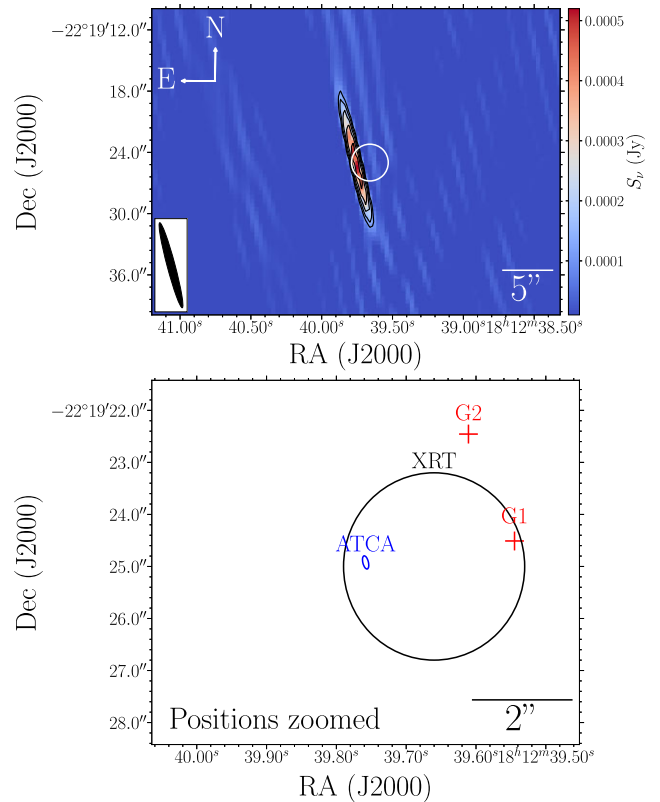 −22°19′12.0″
18.0″
24.0″
30.0″
36.0″
Dec (J2000)
N
E
5”
0.0005
0.0004
0.0003
0.0002
0.0001
S_ν (Jy)
41.00ˢ 40.50ˢ 40.00ˢ 39.50ˢ 39.00ˢ 18ʰ12ᵐ38.50ˢ
RA (J2000)
−22°19′22.0″
23.0″
24.0″
25.0″
26.0″
27.0″
28.0″
Dec (J2000)
G2
XRT
G1
ATCA
Positions zoomed
2”
40.00ˢ 39.90ˢ 39.80ˢ 39.70ˢ 39.60ˢ 18ʰ12ᵐ39.50ˢ
RA (J2000)